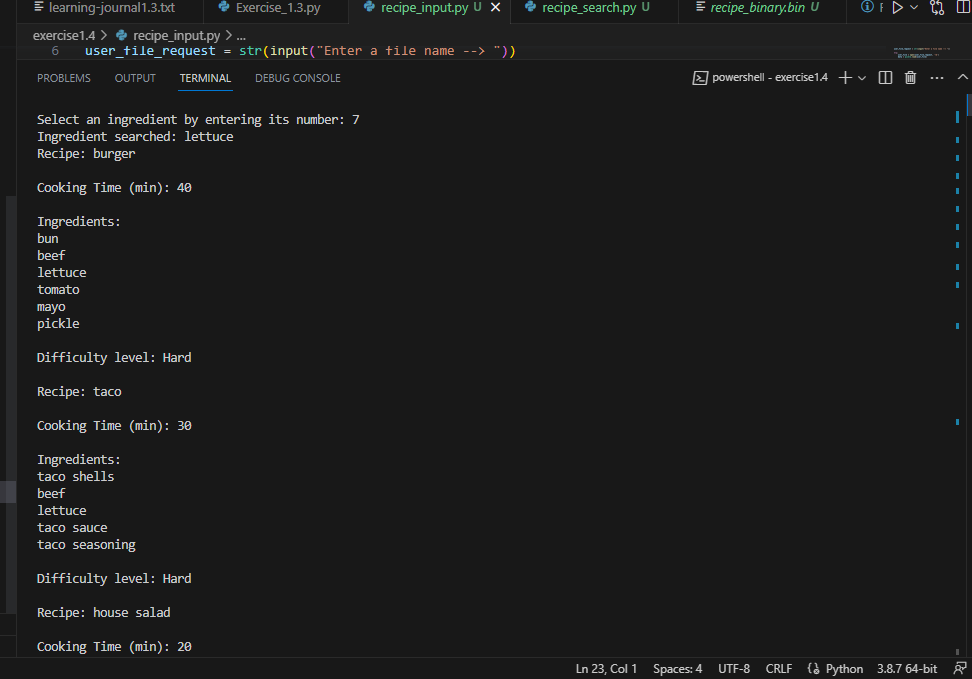 learning-journal1.3.txt
Exercise_1.3.py
recipe_input.py U
recipe_search.py U
recipe_binary.bin U
exercise1.4 > recipe_input.py > ...
6 user_file_request = str(input("Enter a file name --> "))
PROBLEMS OUTPUT TERMINAL DEBUG CONSOLE
powershell - exercise1.4
Select an ingredient by entering its number: 7
Ingredient searched: lettuce
Recipe: burger
Cooking Time (min): 40
Ingredients:
bun
beef
lettuce
tomato
mayo
pickle
Difficulty level: Hard
Recipe: taco
Cooking Time (min): 30
Ingredients:
taco shells
beef
lettuce
taco sauce
taco seasoning
Difficulty level: Hard
Recipe: house salad
Cooking Time (min): 20
Ln 23, Col 1 Spaces: 4 UTF-8 CRLF Python 3.8.7 64-bit